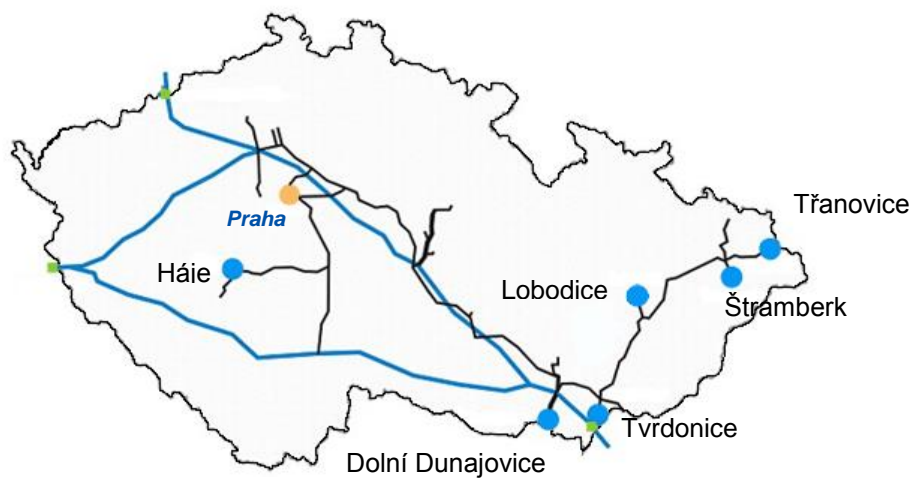 Třanovice
Praha
Háje
Lobodice
Štramberk
Tvrdonice
Dolní Dunajovice